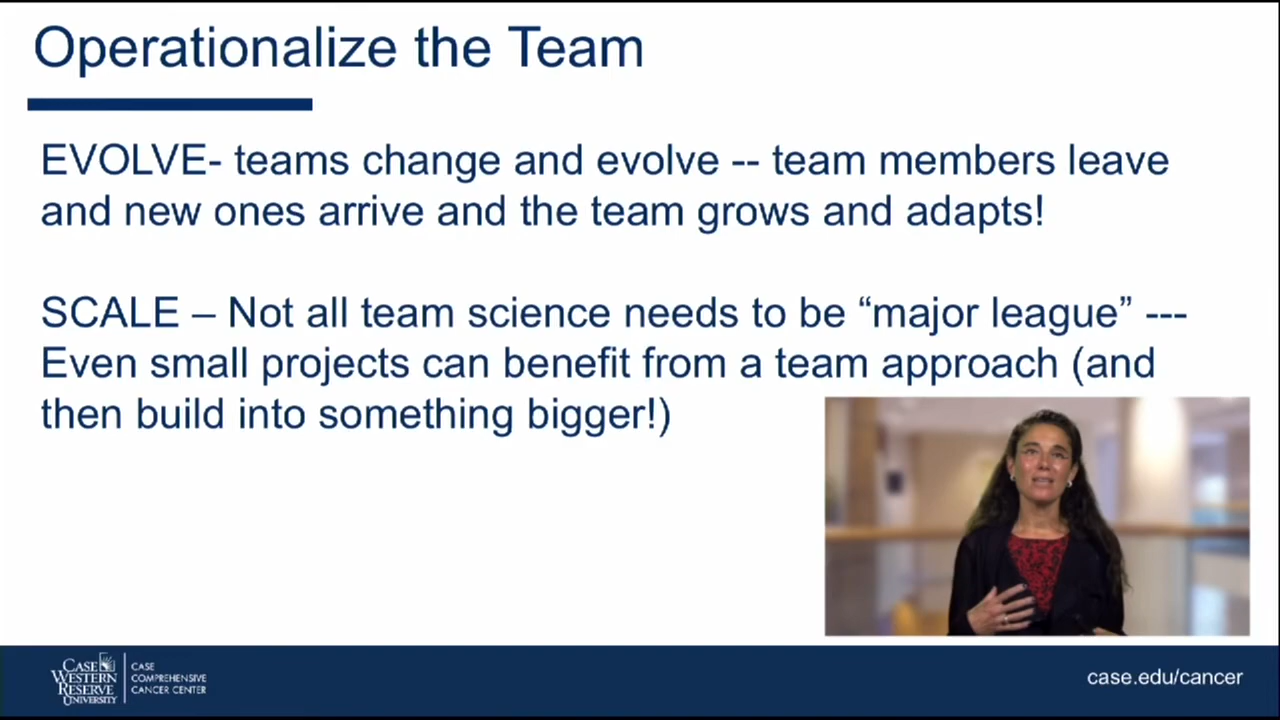 Operationalize the Team
EVOLVE- teams change and evolve -- team members leave
and new ones arrive and the team grows and adapts!
SCALE – Not all team science needs to be “major league” ---
Even small projects can benefit from a team approach (and
then build into something bigger!)
CASE
WESTERN
RESERVE
UNIVERSITY
CASE
COMPREHENSIVE
CANCER CENTER
case.edu/cancer